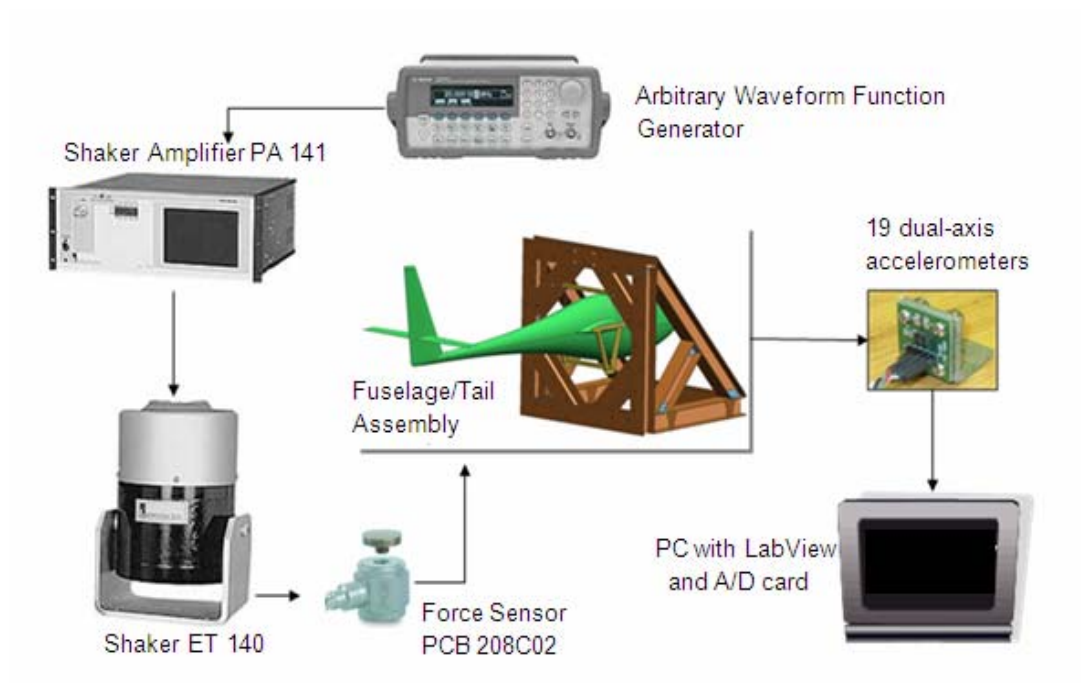 Arbitrary Waveform Function
Generator
Shaker Amplifier PA 141
19 dual-axis
accelerometers
Fuselage/Tail
Assembly
PC with LabView
and A/D card
Force Sensor
PCB 208C02
Shaker ET 140